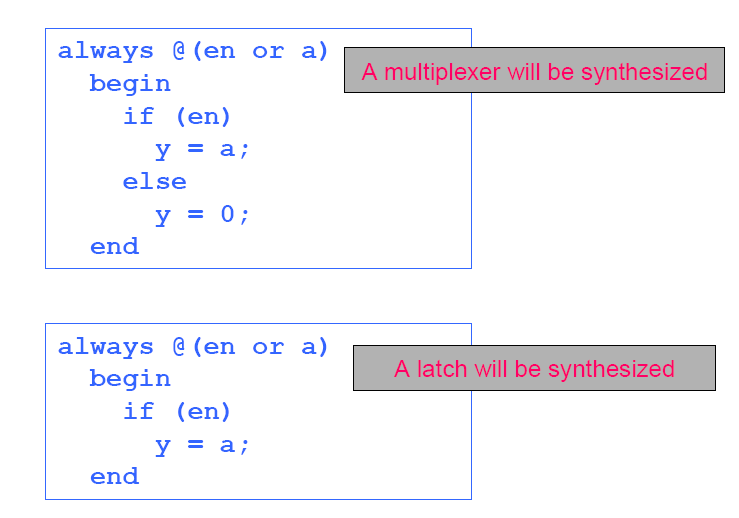 always @(en or a)
A multiplexer will be synthesized
begin
if (en)
y = a;
else
y = 0;
end
always @(en or a)
A latch will be synthesized
begin
if (en)
y = a;
end